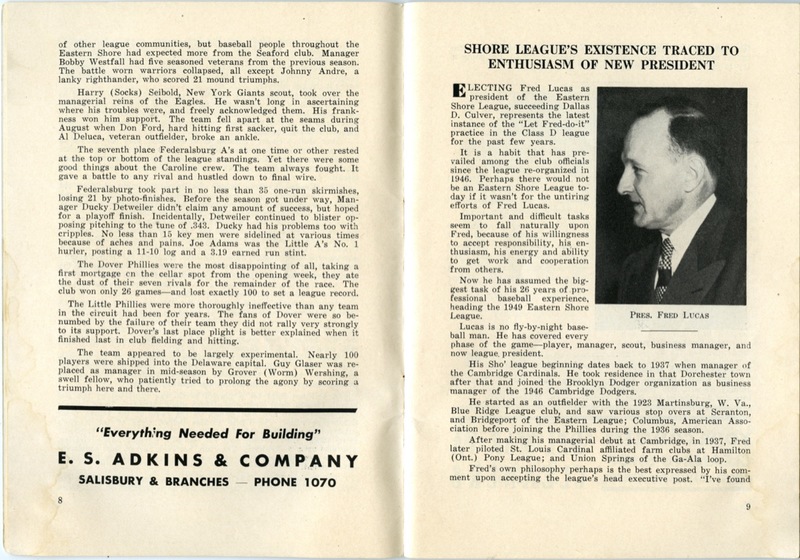 of other league communities, but baseball people throughout the
Eastern Shore had expected more from the Seaford club. Manager
Bobby Westfall had five seasoned veterans from the previous season.
The battle worn warriors collapsed, all except Johnny Andre, a
lanky righthander, who scored 21 mound triumphs.
Harry (Socks) Seibold, New York Giants scout, took over the
managerial reins of the Eagles. He wasn't long in ascertaining
where his troubles were, and freely acknowledged them. His frank-
ness won him support. The team fell apart at the seams during
August when Don Ford, hard hitting first sacker, quit the club, and
Al Deluca, veteran outfielder, broke an ankle.
The seventh place Federalsburg A's at one time or other rested
at the top or bottom of the league standings. Yet there were some
good things about the Caroline crew. The team always fought. It
gave a battle to any rival and hustled down to final wire.
Federalsburg took part in no less than 35 one-run skirmishes,
losing 21 by photo-finishes. Before the season got under way, Man-
ager Ducky Detweiler didn't claim any amount of success, but hoped
for a playoff finish. Incidentally, Detweiler continued to blister op-
posing pitching to the tune of .343. Ducky had his problems too with
cripples. No less than 15 key men were sidelined at various times
because of aches and pains. Joe Adams was the Little A's No. 1
hurler, posting a 11-10 log and a 3.19 earned run stint.
The Dover Phillies were the most disappointing of all, taking a
first mortgage on the cellar spot from the opening week, they ate
the dust of their seven rivals for the remainder of the race. The
club won only 26 games—and lost exactly 100 to set a league record.
The Little Phillies were more thoroughly ineffective than any team
in the circuit had been for years. The fans of Dover were so be-
numbed by the failure of their team they did not rally very strongly
to its support. Dover's last place plight is better explained when it
finished last in club fielding and hitting.
The team appeared to be largely experimental. Nearly 100
players were shipped into the Delaware capital. Guy Glaser was re-
placed as manager in mid-season by Grover (Worm) Wershing, a
swell fellow, who patiently tried to prolong the agony by scoring a
triumph here and there.
"Everything Needed For Building"
E. S. ADKINS & COMPANY
SALISBURY & BRANCHES — PHONE 1070
8
SHORE LEAGUE'S EXISTENCE TRACED TO
ENTHUSIASM OF NEW PRESIDENT
ELECTING Fred Lucas as
president of the Eastern
Shore League, succeeding Dallas
D. Culver, represents the latest
instance of the "Let Fred-do-it"
practice in the Class D league
for the past few years.
It is a habit that has pre-
vailed among the club officials
since the league re-organized in
1946. Perhaps there would not
be an Eastern Shore League to-
day if it wasn't for the untiring
efforts of Fred Lucas.
Important and difficult tasks
seem to fall naturally upon
Fred, because of his willingness
to accept responsibility, his en-
thusiasm, his energy and ability
to get work and cooperation
from others.
Now he has assumed the big-
gest task of his 26 years of pro-
fessional baseball experience,
heading the 1949 Eastern Shore
League.
PRES. FRED LUCAS
Lucas is no fly-by-night base-
ball man. He has covered every
phase of the game—player, manager, scout, business manager, and
now league president.
His Sho' league beginning dates back to 1937 when manager of
the Cambridge Cardinals. He took residence in that Dorchester town
after that and joined the Brooklyn Dodger organization as business
manager of the 1946 Cambridge Dodgers.
He started as an outfielder with the 1923 Martinsburg, W. Va.,
Blue Ridge League club, and saw various stop overs at Scranton,
and Bridgeport of the Eastern League; Columbus, American Asso-
ciation before joining the Phillies during the 1936 season.
After making his managerial debut at Cambridge, in 1937, Fred
later piloted St. Louis Cardinal affiliated farm clubs at Hamilton
(Ont.) Pony League; and Union Springs of the Ga-Ala loop.
Fred's own philosophy perhaps is the best expressed by his com-
ment upon accepting the league's head executive post. "I've found
9